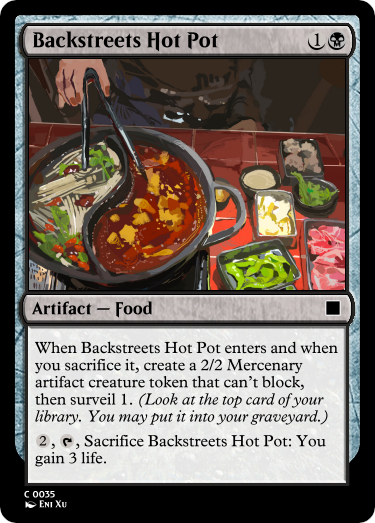 Backstreets Hot Pot 1
Artifact — Food
When Backstreets Hot Pot enters and when
you sacrifice it, create a 2/2 Mercenary
artifact creature token that can't block,
then surveil 1. (Look at the top card of your
library. You may put it into your graveyard.)
2, , Sacrifice Backstreets Hot Pot: You
gain 3 life.
C 0035
Eni Xu